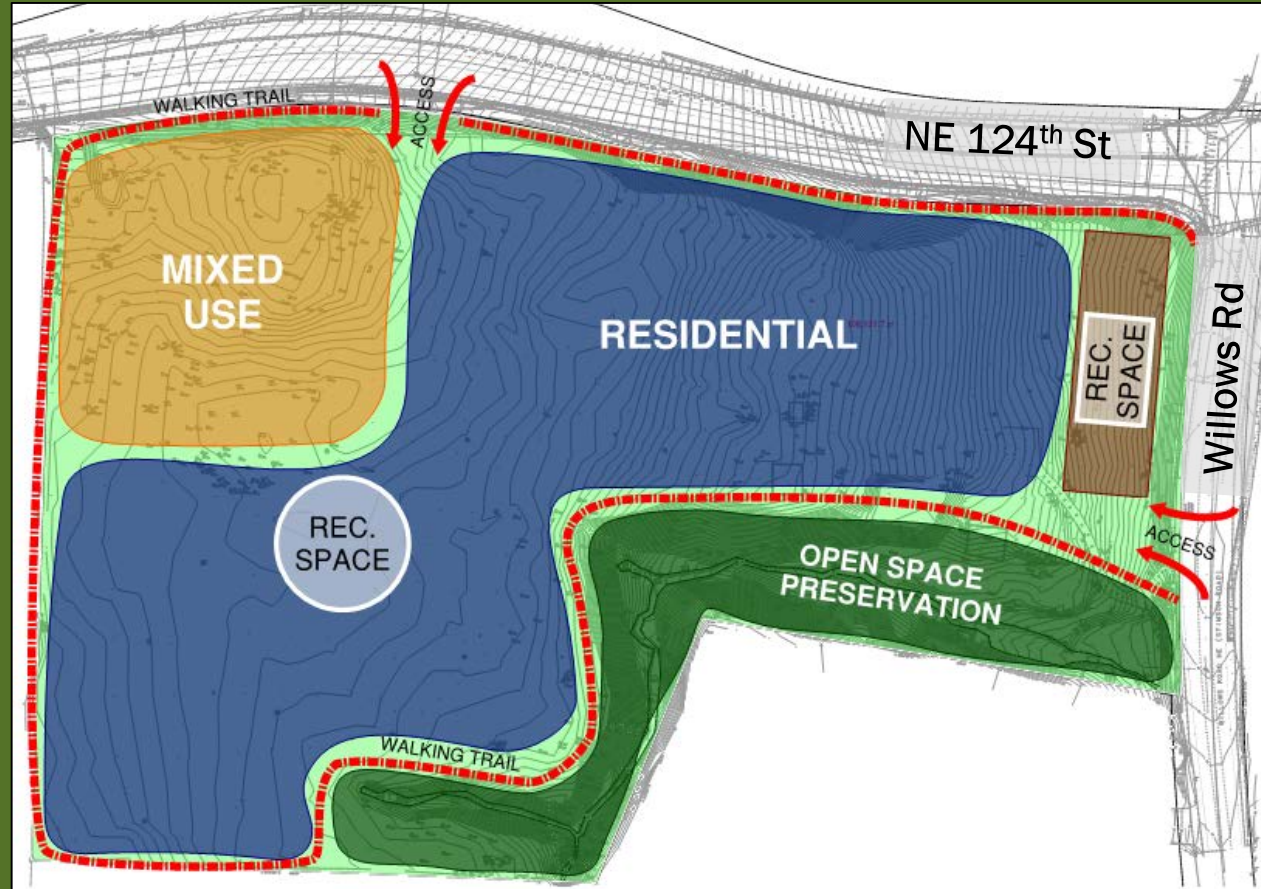 WALKING TRAIL
ACCESS
NE 124th St
MIXED
USE
RESIDENTIAL
REC.
SPACE
Willows Rd
REC.
SPACE
OPEN SPACE
PRESERVATION
ACCESS
WALKING TRAIL